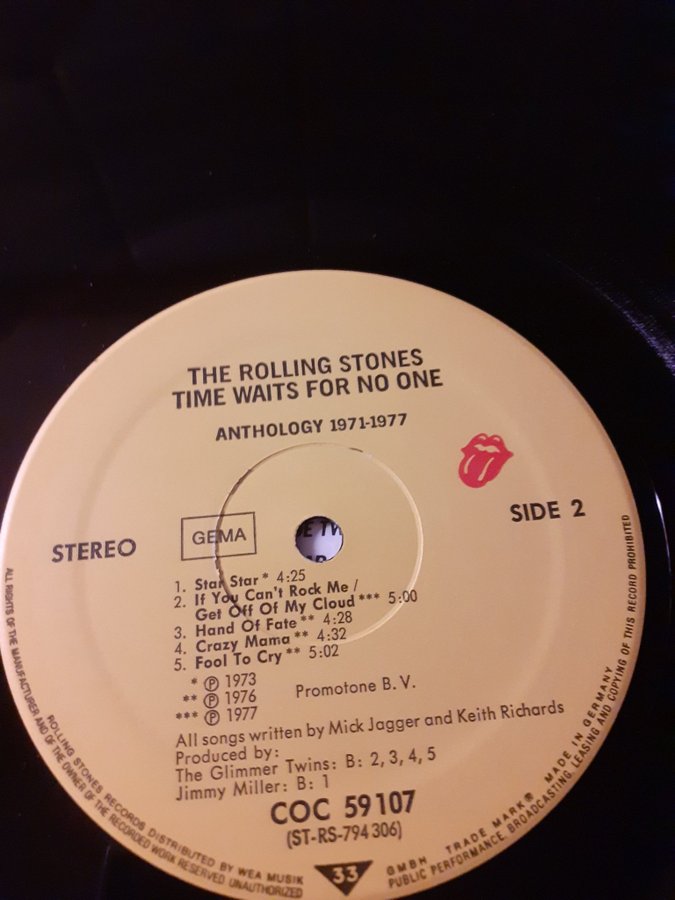 THE ROLLING STONES
TIME WAITS FOR NO ONE
ANTHOLOGY 1971-1977
STEREO
GEMA
SIDE 2
1. Star Star * 4:25
2. If You Can't Rock Me /
Get Off Of My Cloud *** 5:00
3. Hand Of Fate ** 4:28
4. Crazy Mama ** 4:32
5. Fool To Cry ** 5:02
* ℗ 1973
** ℗ 1976
*** ℗ 1977
Promotone B.V.
All songs written by Mick Jagger and Keith Richards
Produced by:
The Glimmer Twins: B: 2, 3, 4, 5
Jimmy Miller: B: 1
COC 59107
(ST-RS-794 306)
33
ALL RIGHTS OF THE MANUFACTURER AND OF THE OWNER OF THE RECORDED WORK RESERVED UNAUTHORIZED
PUBLIC PERFORMANCE, BROADCASTING, LEASING AND COPYING OF THIS RECORD PROHIBITED
ROLLING STONES RECORDS DISTRIBUTED BY WEA MUSIK
GMBH TRADE MARK® MADE IN GERMANY